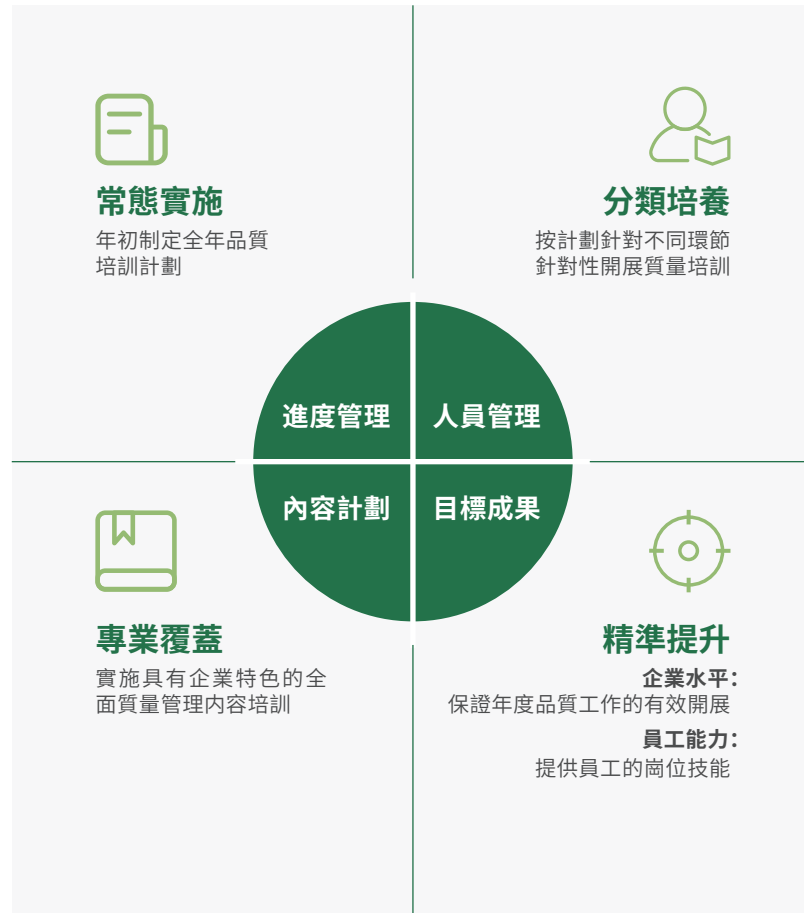 常態實施
年初制定全年品質
培訓計劃
分類培養
按計劃針對不同環節
針對性開展質量培訓
進度管理
人員管理
內容計劃
目標成果
專業覆蓋
實施具有企業特色的全
面質量管理內容培訓
精準提升
企業水平：
保證年度品質工作的有效開展
員工能力：
提供員工的崗位技能